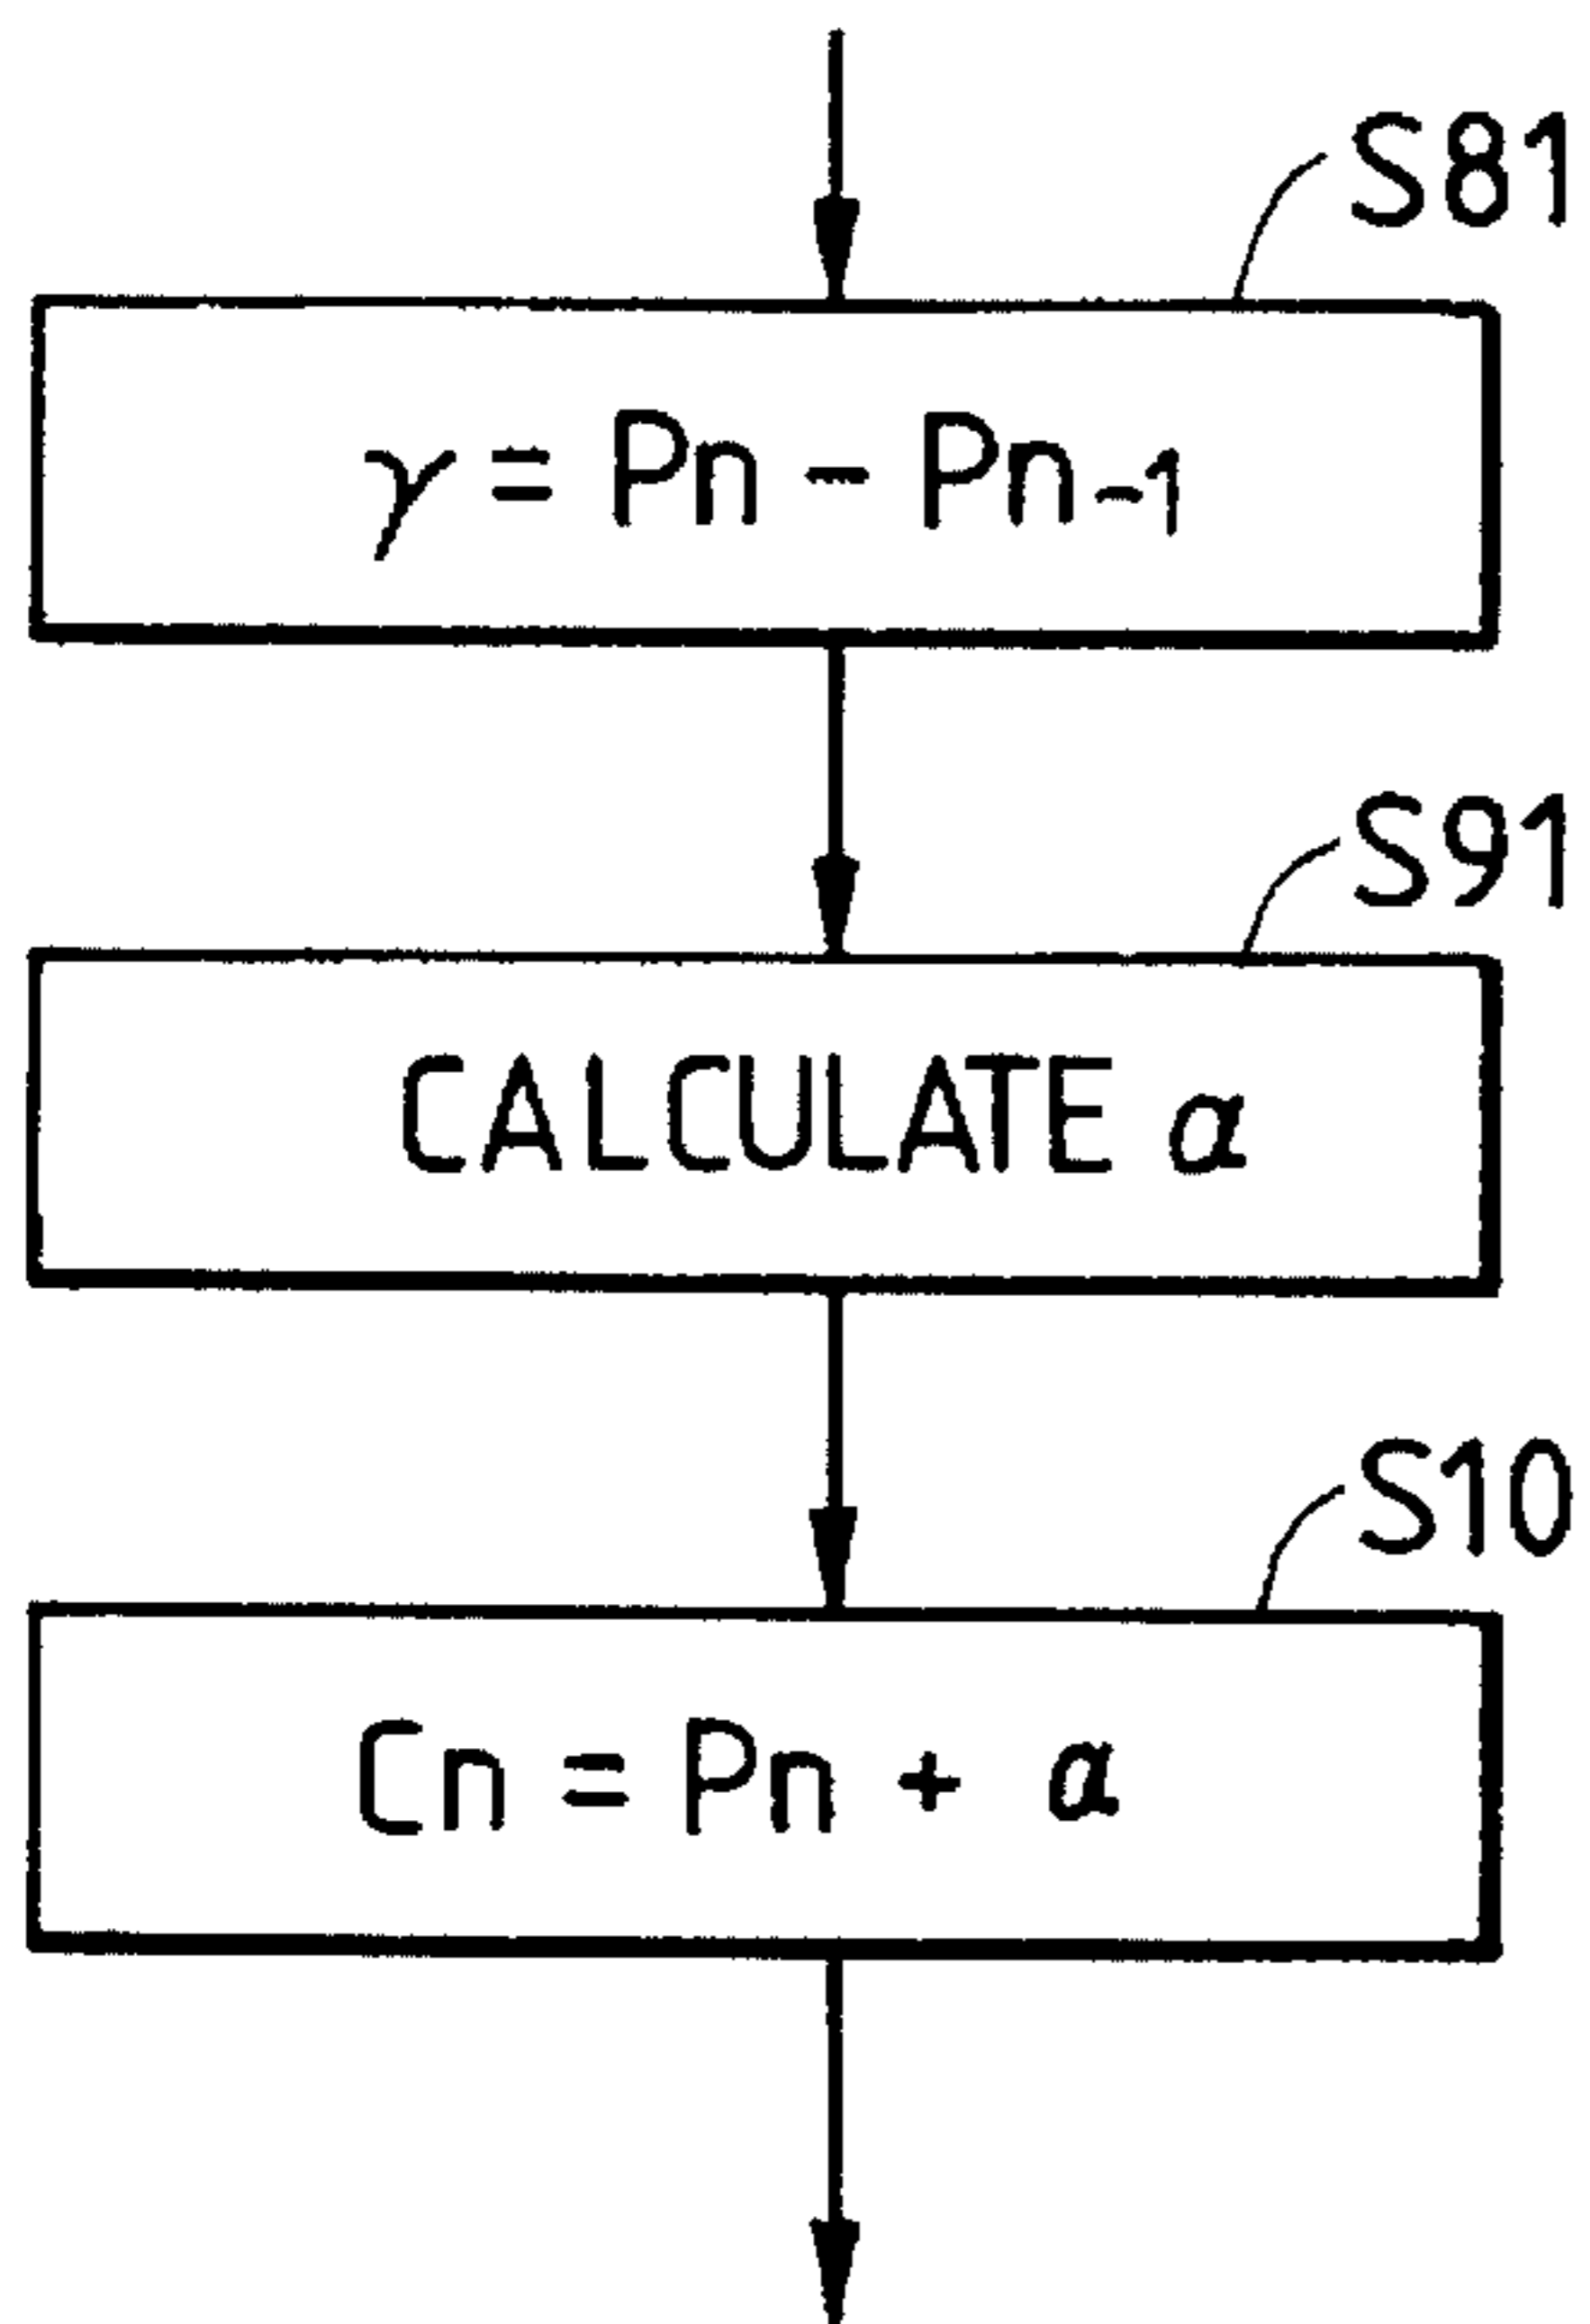 S81
γ = Pn - Pn-1
S91
CALCULATE α
S10
Cn = Pn + α